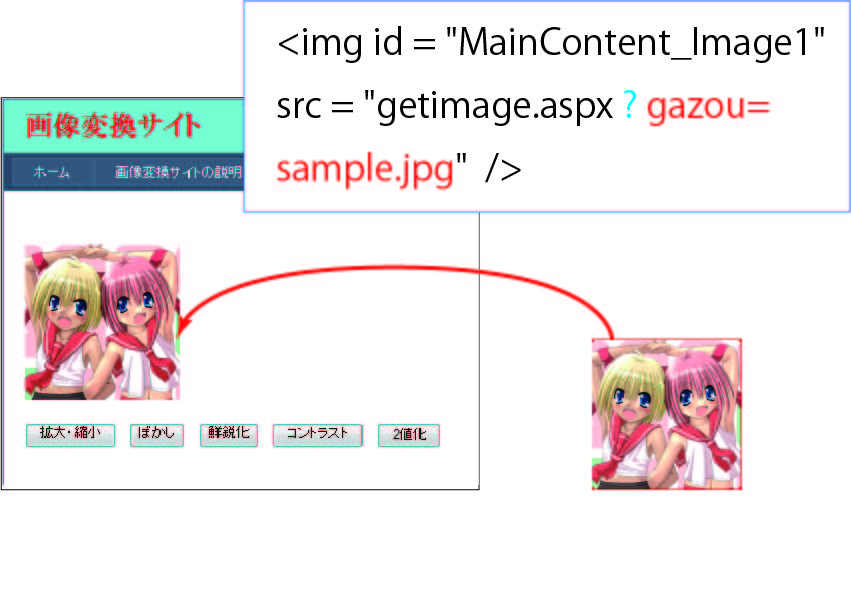 <img id = "MainContent_Image1"
src = "getimage.aspx ? gazou=
sample.jpg" />
画像変換サイト
ホーム 画像変換サイトの説明
拡大・縮小 ぼかし 鮮鋭化 コントラスト 2値化